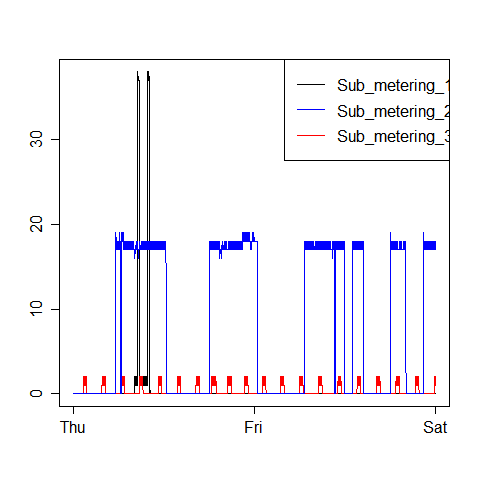 Sub_metering_1
Sub_metering_2
Sub_metering_3
30
20
10
0
Thu Fri Sat